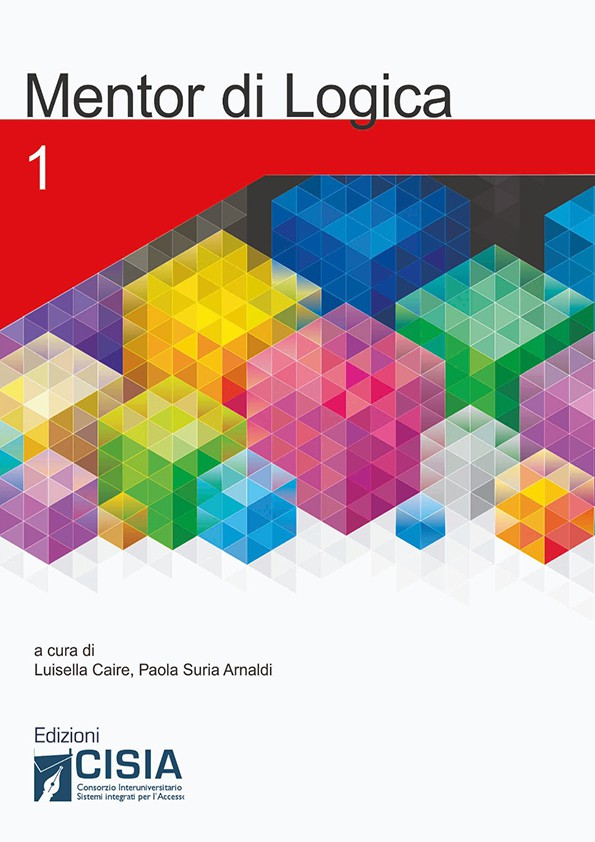 Mentor di Logica
1
a cura di
Luisella Caire, Paola Suria Arnaldi
Edizioni
CISIA
Consorzio Interuniversitario
Sistemi integrati per l'Accesso